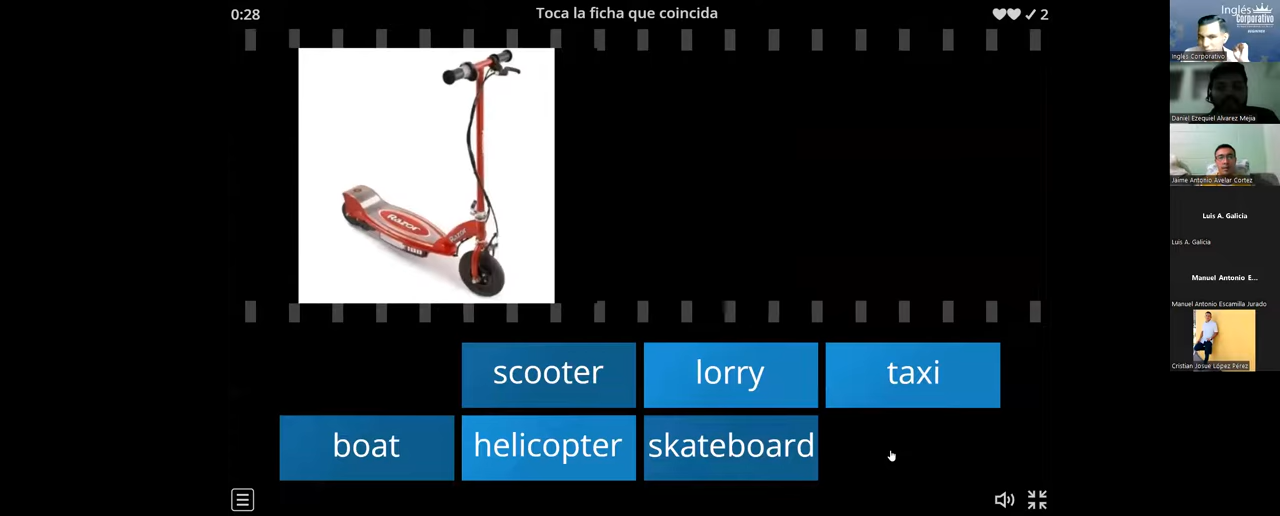 0:28
Toca la ficha que coincida
2
Razor
scooter
lorry
taxi
boat
helicopter
skateboard
Inglés
Corporativo
Ingles Corporativo
Daniel Ezequiel Alvarez Mejia
Jaime Antonio Avelar Cortez
Luis A. Galicia
Luis A. Galicia
Manuel Antonio E...
Manuel Antonio Escamilla Jurado
Cristian Josue López Pérez